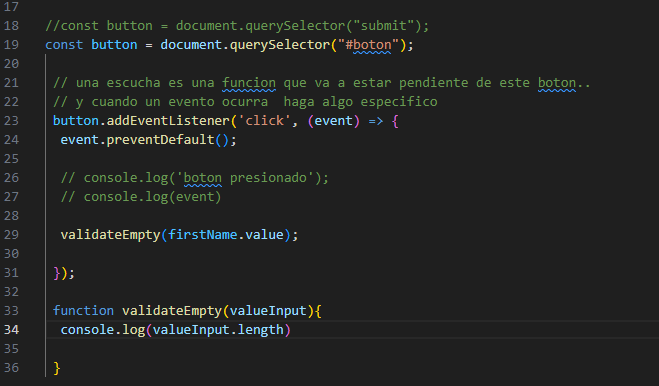 17
18 //const button = document.querySelector("submit");
19 const button = document.querySelector("#boton");
20
21 // una escucha es una funcion que va a estar pendiente de este boton..
22 // y cuando un evento ocurra  haga algo especifico
23 button.addEventListener('click', (event) => {
24 event.preventDefault();
25
26 // console.log('boton presionado');
27 // console.log(event)
28
29 validateEmpty(firstName.value);
30
31 });
32
33 function validateEmpty(valueInput){
34 console.log(valueInput.length)
35
36 }